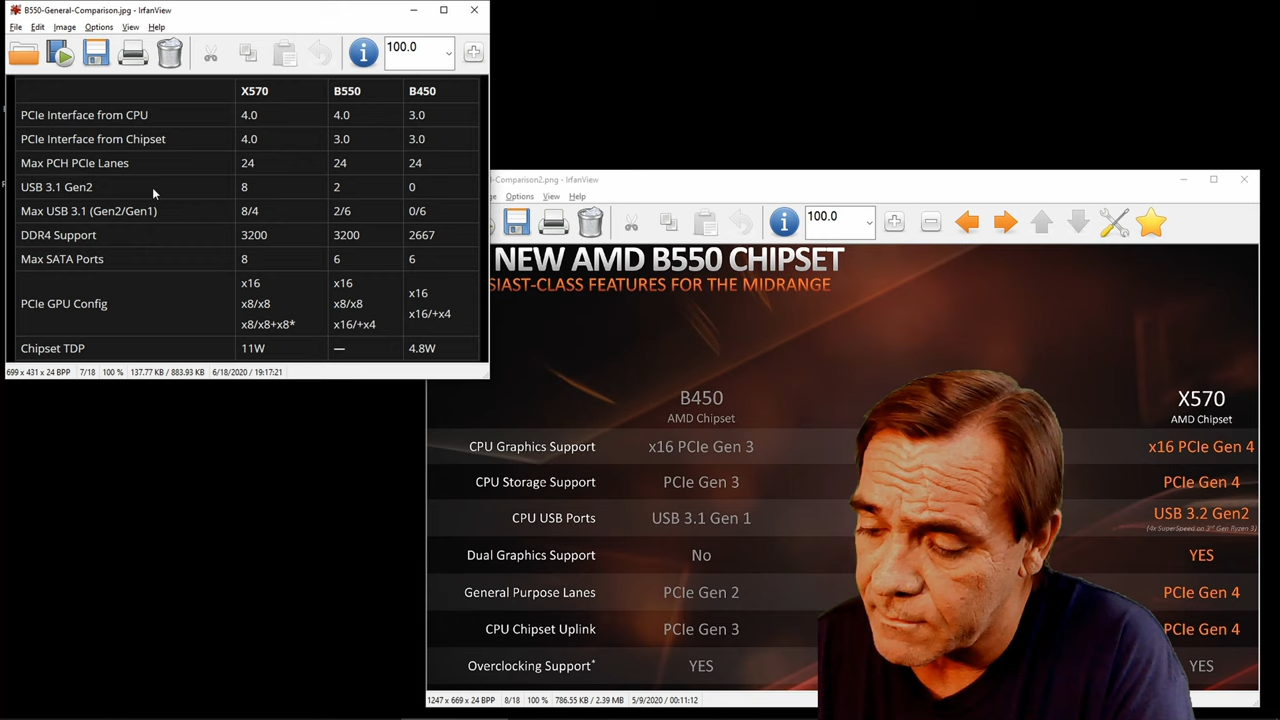 B550-General-Comparison.jpg - IrfanView
File Edit Image Options View Help
100.0
X570 B550 B450
PCIe Interface from CPU 4.0 4.0 3.0
PCIe Interface from Chipset 4.0 3.0 3.0
Max PCH PCIe Lanes 24 24 24
USB 3.1 Gen2 8 2 0
Max USB 3.1 (Gen2/Gen1) 8/4 2/6 0/6
DDR4 Support 3200 3200 2667
Max SATA Ports 8 6 6
PCIe GPU Config
x16 x16 x16
x8/x8 x8/x8 x16/+x4
x8/x8+x8* x16/+x4
Chipset TDP 11W — 4.8W
699 x 431 x 24 BPP 7/18 100 % 137.77 KB / 883.93 KB 6/18/2020 / 19:17:21
-Comparison2.png - IrfanView
Options View Help
100.0
NEW AMD B550 CHIPSET
SIAST-CLASS FEATURES FOR THE MIDRANGE
B450 X570
AMD Chipset AMD Chipset
CPU Graphics Support x16 PCIe Gen 3 x16 PCIe Gen 4
CPU Storage Support PCIe Gen 3 PCIe Gen 4
CPU USB Ports USB 3.1 Gen 1 USB 3.2 Gen2
(4x SuperSpeed on 3rd Gen Ryzen 3)
Dual Graphics Support No YES
General Purpose Lanes PCIe Gen 2 PCIe Gen 4
CPU Chipset Uplink PCIe Gen 3 PCIe Gen 4
Overclocking Support* YES YES
1247 x 669 x 24 BPP 8/18 100 % 786.55 KB / 2.39 MB 5/9/2020 / 00:11:12